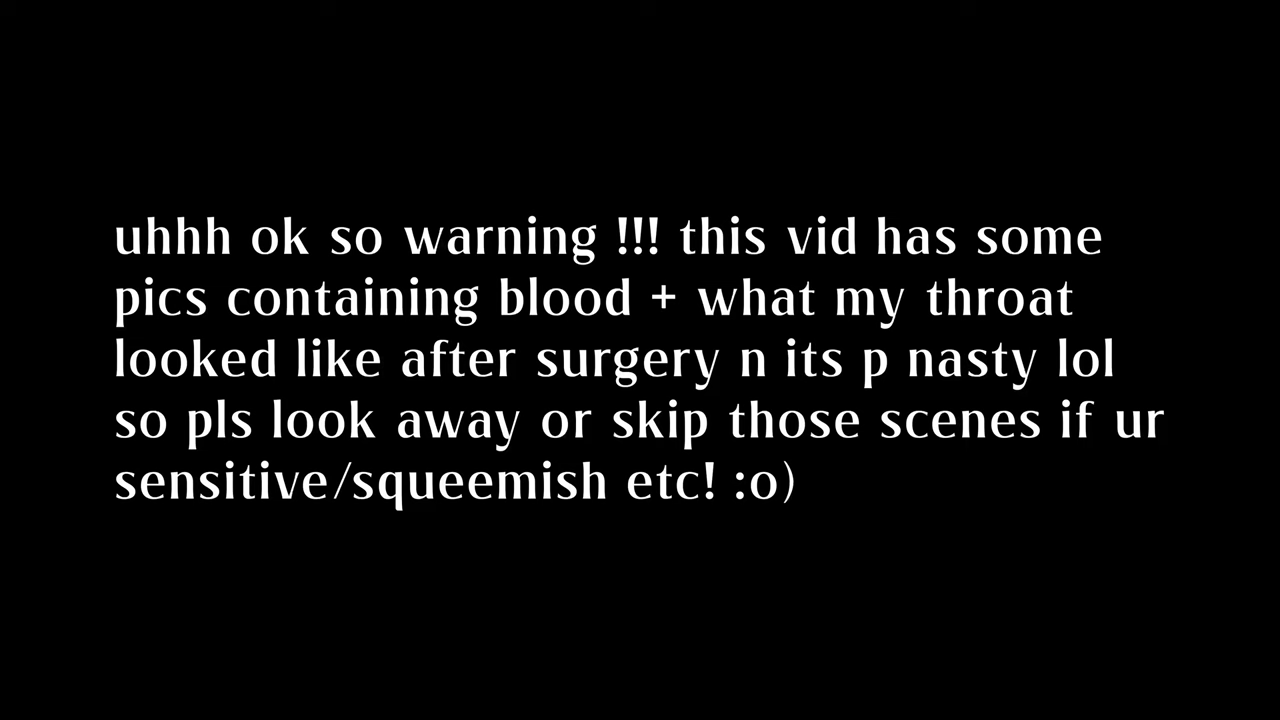 uhhh ok so warning !!! this vid has some
pics containing blood + what my throat
looked like after surgery n its p nasty lol
so pls look away or skip those scenes if ur
sensitive/squeemish etc! :o)